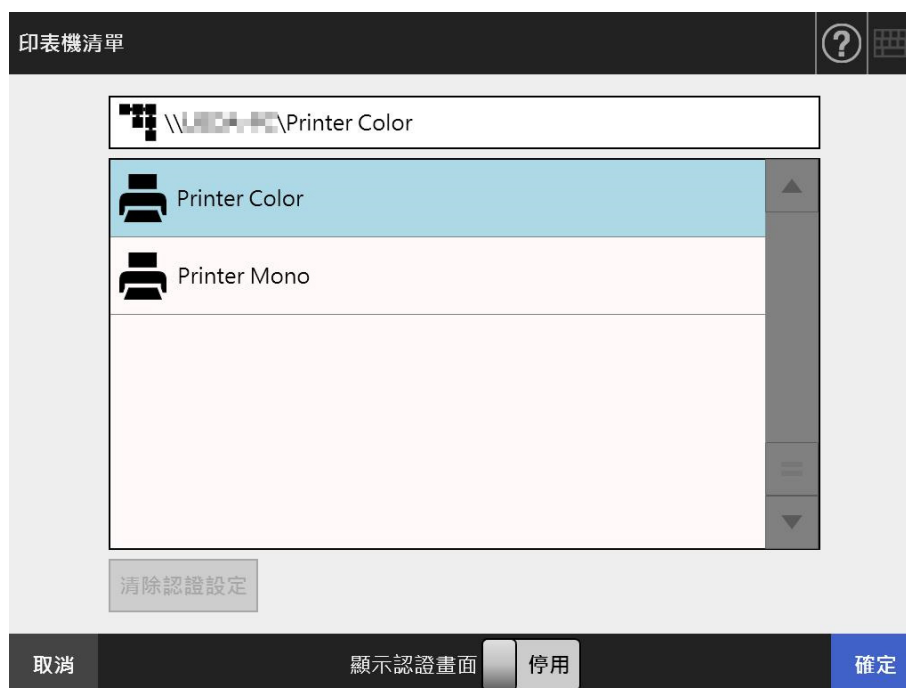 印表機清單
?
\\ \Printer Color
Printer Color
Printer Mono
清除認證設定
取消 顯示認證畫面 停用 確定